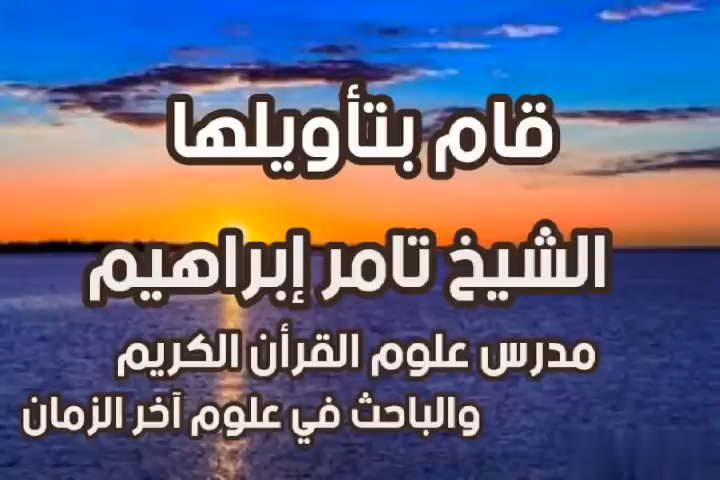 قام بتأويلها
الشيخ تامر إبراهيم
مدرس علوم القرأن الكريم
والباحث في علوم آخر الزمان